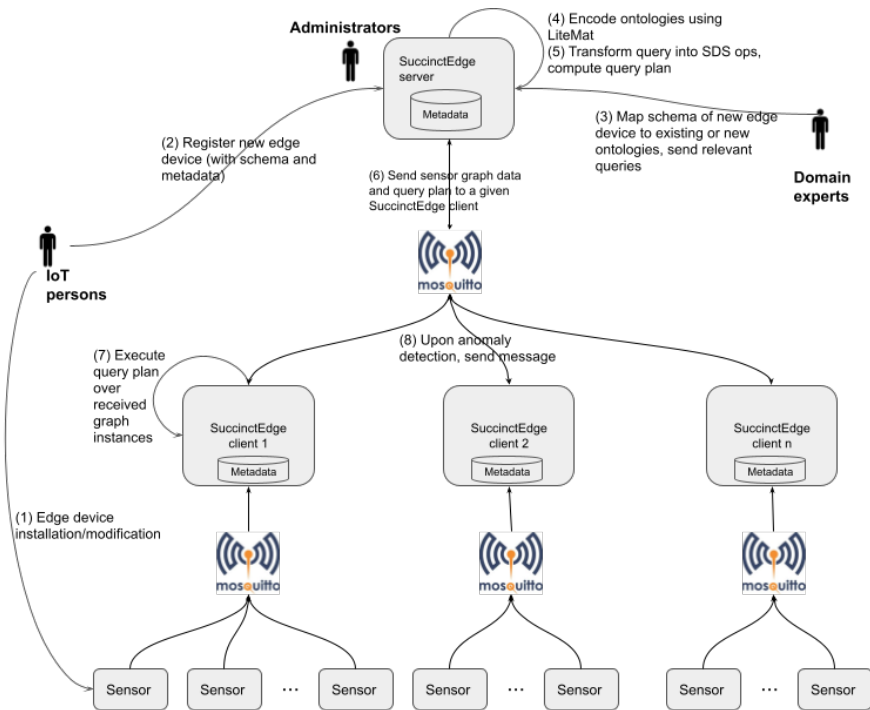 Administrators
(4) Encode ontologies using
LiteMat
(5) Transform query into SDS ops,
compute query plan
SuccinctEdge
server
Metadata
(2) Register new edge
device (with schema and
metadata)
(3) Map schema of new edge
device to existing or new
ontologies, send relevant
queries
Domain
experts
(6) Send sensor graph data
and query plan to a given
SuccinctEdge client
IoT
persons
mosquitto
(8) Upon anomaly
detection, send message
(7) Execute
query plan
over
received
graph
instances
SuccinctEdge
client 1
Metadata
SuccinctEdge
client 2
Metadata
SuccinctEdge
client n
Metadata
(1) Edge device
installation/modification
mosquitto
mosquitto
mosquitto
Sensor
Sensor
...
Sensor
Sensor
...
Sensor
Sensor
...
Sensor